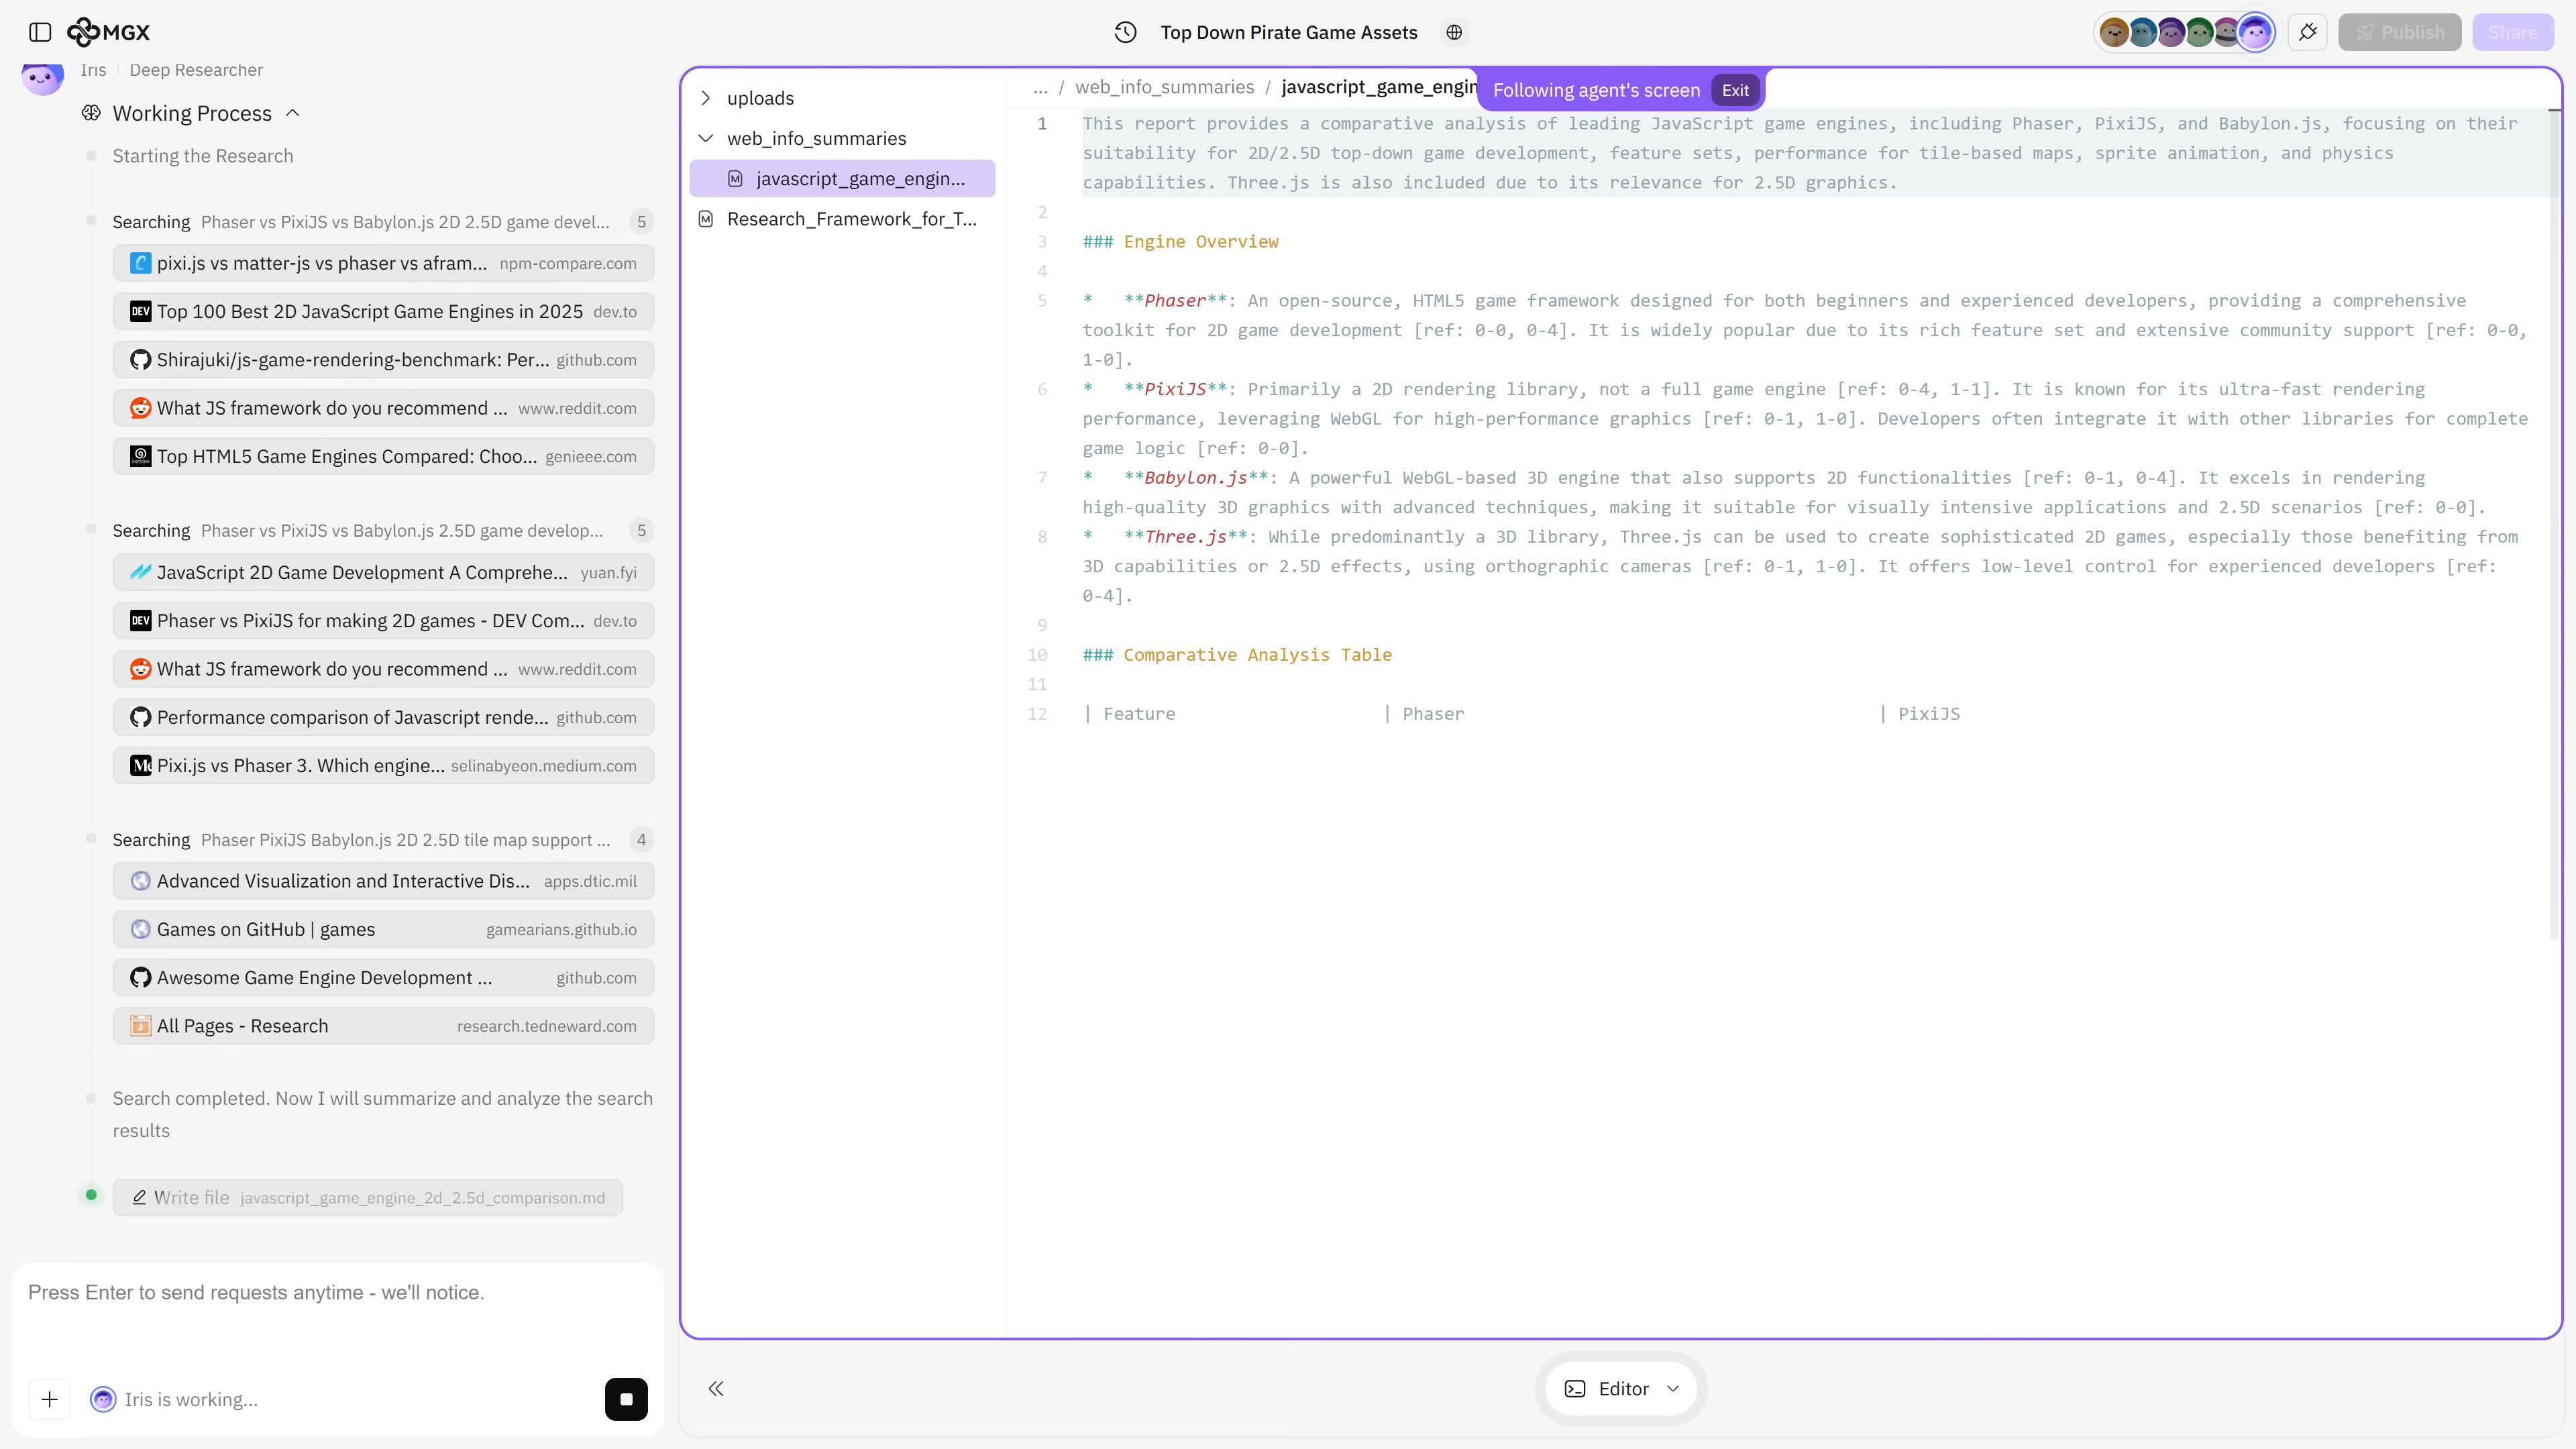 MGX
Top Down Pirate Game Assets
Publish
Share
Iris | Deep Researcher
Working Process
Starting the Research
Searching Phaser vs PixiJS vs Babylon.js 2D 2.5D game devel... 5
pixi.js vs matter-js vs phaser vs afram... npm-compare.com
DEV Top 100 Best 2D JavaScript Game Engines in 2025 dev.to
Shirajuki/js-game-rendering-benchmark: Per... github.com
What JS framework do you recommend ... www.reddit.com
Top HTML5 Game Engines Compared: Choo... genieee.com
Searching Phaser vs PixiJS vs Babylon.js 2.5D game develop... 5
JavaScript 2D Game Development A Comprehe... yuan.fyi
DEV Phaser vs PixiJS for making 2D games - DEV Com... dev.to
What JS framework do you recommend ... www.reddit.com
Performance comparison of Javascript rende... github.com
Pixi.js vs Phaser 3. Which engine... selinabyeon.medium.com
Searching Phaser PixiJS Babylon.js 2D 2.5D tile map support ... 4
Advanced Visualization and Interactive Dis... apps.dtic.mil
Games on GitHub | games gamearians.github.io
Awesome Game Engine Development ... github.com
All Pages - Research research.tedneward.com
Search completed. Now I will summarize and analyze the search
results
Write file javascript_game_engine_2d_2.5d_comparison.md
Press Enter to send requests anytime - we'll notice.
Iris is working...
uploads
web_info_summaries
javascript_game_engin...
Research_Framework_for_T...
... / web_info_summaries / javascript_game_engin
Following agent's screen Exit
1 This report provides a comparative analysis of leading JavaScript game engines, including Phaser, PixiJS, and Babylon.js, focusing on their
suitability for 2D/2.5D top-down game development, feature sets, performance for tile-based maps, sprite animation, and physics
capabilities. Three.js is also included due to its relevance for 2.5D graphics.
2
3 ### Engine Overview
4
5 * **Phaser**: An open-source, HTML5 game framework designed for both beginners and experienced developers, providing a comprehensive
toolkit for 2D game development [ref: 0-0, 0-4]. It is widely popular due to its rich feature set and extensive community support [ref: 0-0,
1-0].
6 * **PixiJS**: Primarily a 2D rendering library, not a full game engine [ref: 0-4, 1-1]. It is known for its ultra-fast rendering
performance, leveraging WebGL for high-performance graphics [ref: 0-1, 1-0]. Developers often integrate it with other libraries for complete
game logic [ref: 0-0].
7 * **Babylon.js**: A powerful WebGL-based 3D engine that also supports 2D functionalities [ref: 0-1, 0-4]. It excels in rendering
high-quality 3D graphics with advanced techniques, making it suitable for visually intensive applications and 2.5D scenarios [ref: 0-0].
8 * **Three.js**: While predominantly a 3D library, Three.js can be used to create sophisticated 2D games, especially those benefiting from
3D capabilities or 2.5D effects, using orthographic cameras [ref: 0-1, 1-0]. It offers low-level control for experienced developers [ref:
0-4].
9
10 ### Comparative Analysis Table
11
12 | Feature | Phaser | PixiJS
Editor